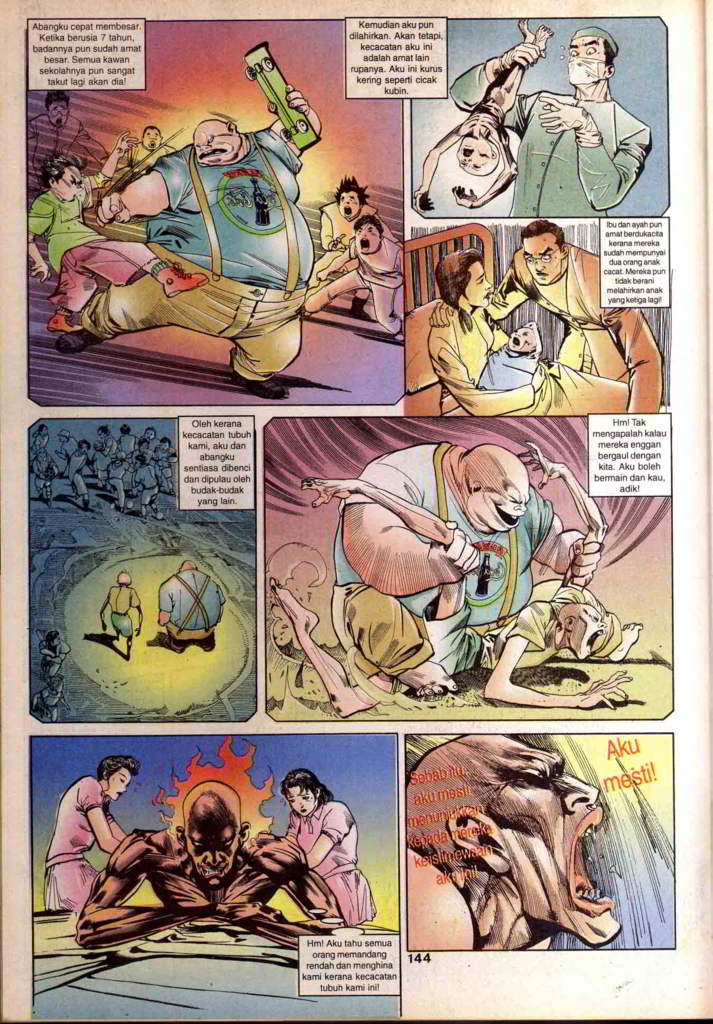 Abangku cepat membesar.
Ketika berusia 7 tahun,
badannya pun sudah amat
besar. Semua kawan
sekolahnya pun sangat
takut lagi akan dia!
Kemudian aku pun
dilahirkan. Akan tetapi,
kecacatan aku ini
adalah amat lain
rupanya. Aku ini kurus
kering seperti cicak
kubin.
Ibu dan ayah pun
amat berdukacita
kerana mereka
sudah mempunyai
dua orang anak
cacat. Mereka pun
tidak berani
melahirkan anak
yang ketiga lagi!
Oleh kerana
kecacatan tubuh
kami, aku dan
abangku
sentiasa dibenci
dan dipulau oleh
budak-budak
yang lain.
Hm! Tak
mengapalah kalau
mereka enggan
bergaul dengan
kita. Aku boleh
bermain dan kau,
adik!
Hm! Aku tahu semua
orang memandang
rendah dan menghina
kami kerana kecacatan
tubuh kami ini!
Sebab itu,
aku mesti
menunjukkan
kepada mereka
keistimewaan
aku ini!
Aku
mesti!
144